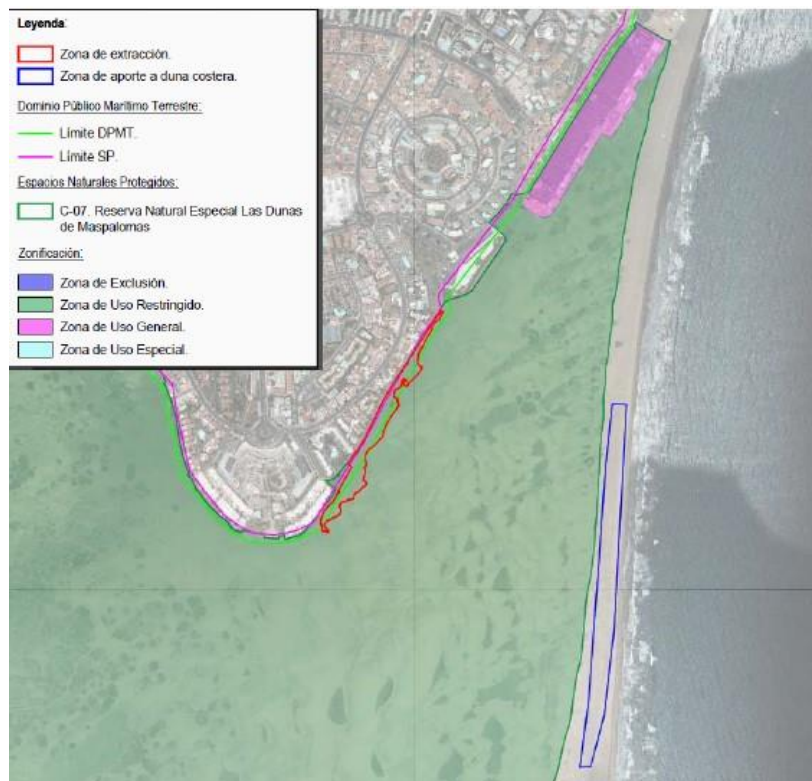 Leyenda:
Zona de extracción.
Zona de aporte a duna costera.
Dominio Público Marítimo Terrestre:
Límite DPMT.
Límite SP.
Espacios Naturales Protegidos:
C-07. Reserva Natural Especial Las Dunas
de Maspalomas
Zonificación:
Zona de Exclusión.
Zona de Uso Restringido.
Zona de Uso General.
Zona de Uso Especial.